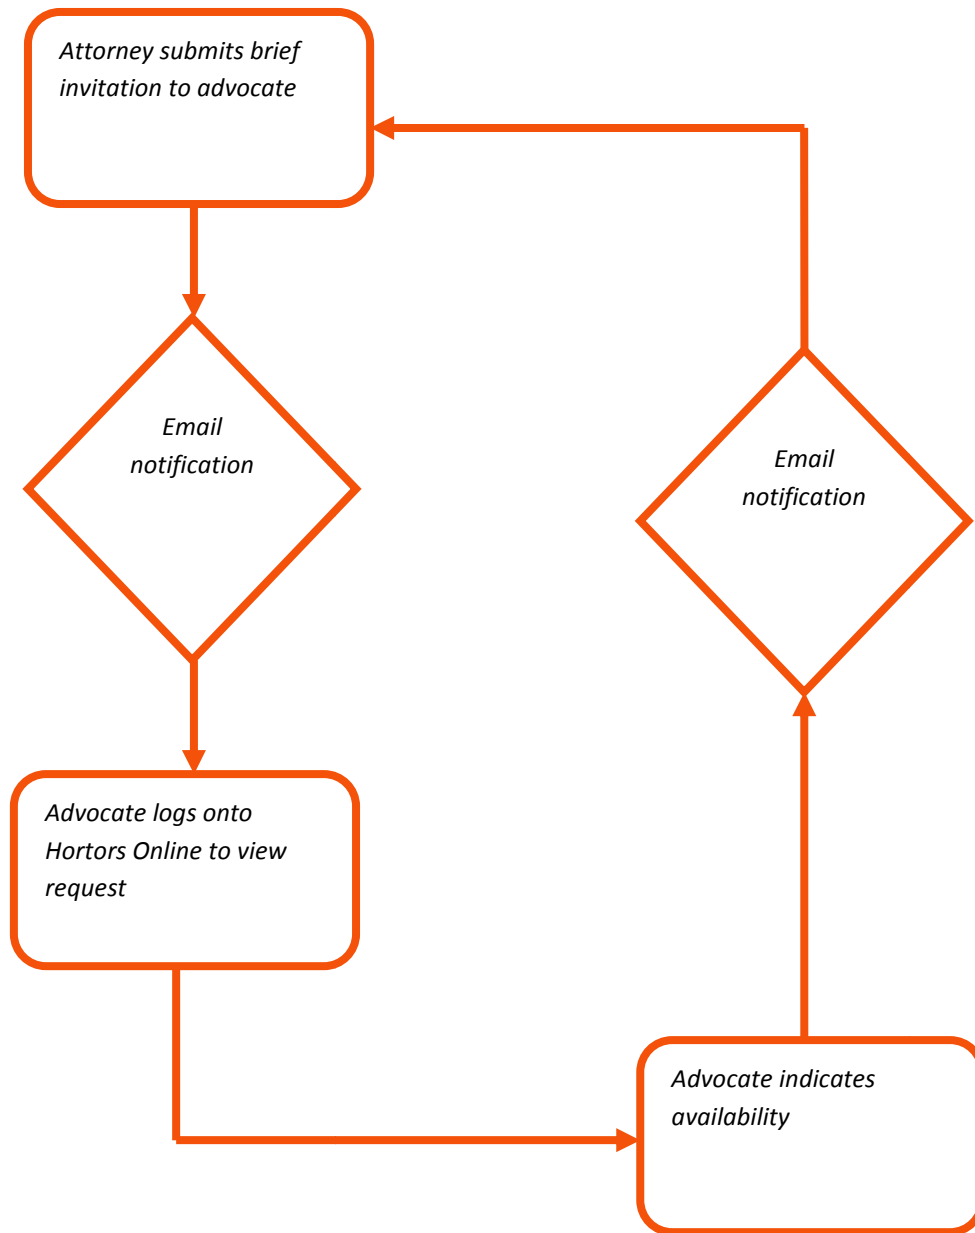 Attorney submits brief
invitation to advocate
Email
notification
Advocate logs onto
Hortors Online to view
request
Advocate indicates
availability
Email
notification